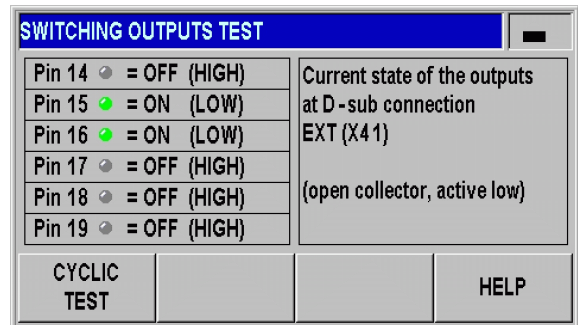 SWITCHING OUTPUTS TEST
Pin 14 = OFF (HIGH)
Pin 15 = ON (LOW)
Pin 16 = ON (LOW)
Pin 17 = OFF (HIGH)
Pin 18 = OFF (HIGH)
Pin 19 = OFF (HIGH)
Current state of the outputs
at D-sub connection
EXT (X41)
(open collector, active low)
CYCLIC
TEST
HELP